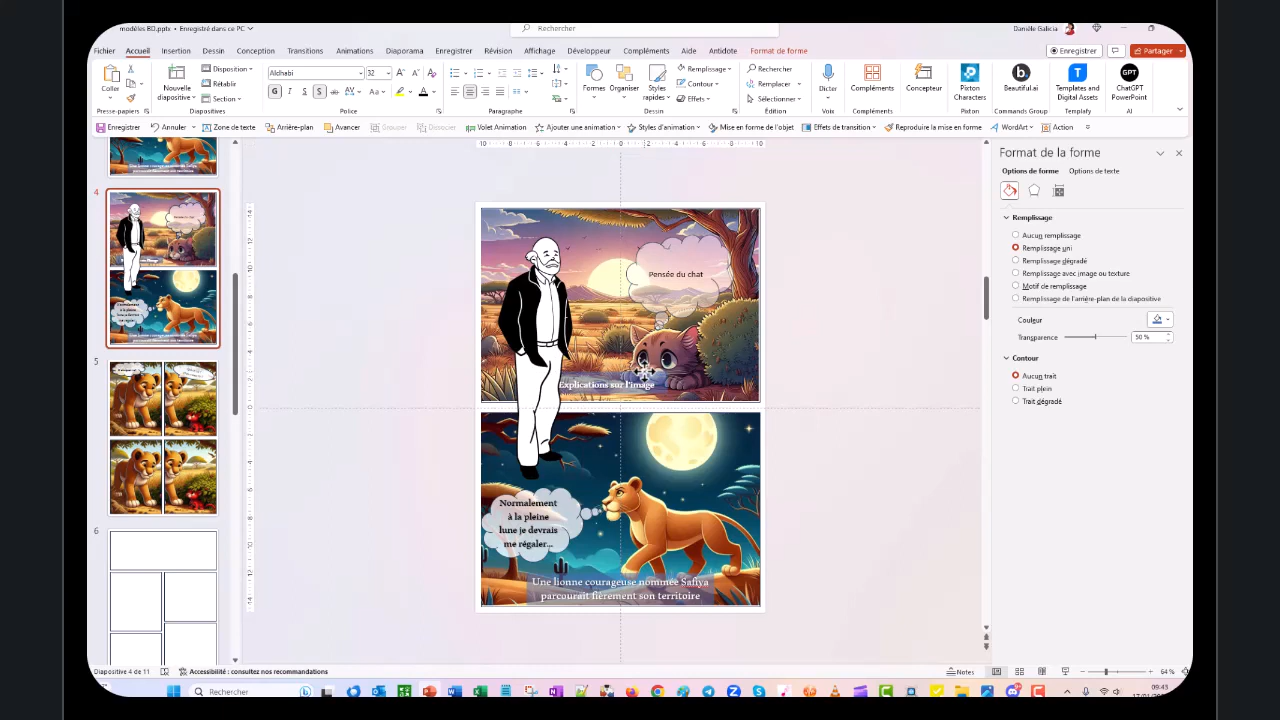 modèles BD.pptx • Enregistré dans ce PC
Rechercher
Danièle Galicia
Fichier Accueil Insertion Dessin Conception Transitions Animations Diaporama Enregistrer Révision Affichage Développeur Compléments Aide Antidote Format de forme
Enregistrer
Partager
Coller
Nouvelle diapositive
Disposition
Rétablir
Section
Aldhabi 32
G I S S
Aa
Formes
Organiser
Styles rapides
Remplissage
Contour
Effets
Rechercher
Remplacer
Sélectionner
Dicter
Compléments
Concepteur
Pixton Characters
Beautiful.ai
Templates and Digital Assets
ChatGPT PowerPoint
Presse-papiers Diapositives Police Paragraphe Dessin Édition Voix Compléments Pixton Commands Group Templafy AI
Enregistrer Annuler Zone de texte Arrière-plan Avancer Grouper Dissocier Volet Animation Ajouter une animation Styles d'animation Mise en forme de l'objet Effets de transition Reproduire la mise en forme WordArt Action
4
5
6
Pensée du chat
Explications sur l'image
Normalement
à la pleine
lune je devrais
me régaler...
Une lionne courageuse nommée Safiya
parcourait fièrement son territoire
Format de la forme
Options de forme Options de texte
Remplissage
Aucun remplissage
Remplissage uni
Remplissage dégradé
Remplissage avec image ou texture
Motif de remplissage
Remplissage de l'arrière-plan de la diapositive
Couleur
Transparence 50 %
Contour
Aucun trait
Trait plein
Trait dégradé
Diapositive 4 de 11
Accessibilité : consultez nos recommandations
Notes
64 %
Rechercher
09:43